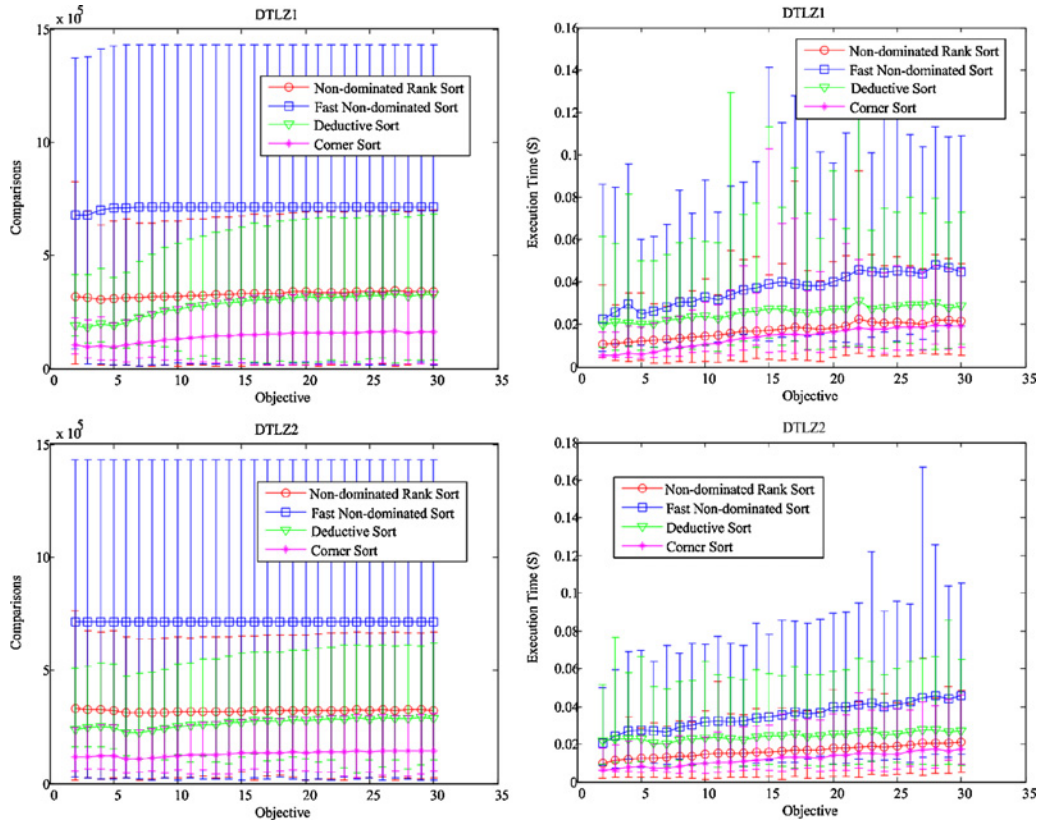 DTLZ1
x 10^5
15
10
5
0
Comparisons
0 5 10 15 20 25 30 35
Objective
Non-dominated Rank Sort
Fast Non-dominated Sort
Deductive Sort
Corner Sort
DTLZ1
0.16
0.14
0.12
0.1
0.08
0.06
0.04
0.02
0
Execution Time (S)
0 5 10 15 20 25 30 35
Objective
Non-dominated Rank Sort
Fast Non-dominated Sort
Deductive Sort
Corner Sort
DTLZ2
x 10^5
15
10
5
0
Comparisons
0 5 10 15 20 25 30 35
Objective
Non-dominated Rank Sort
Fast Non-dominated Sort
Deductive Sort
Corner Sort
DTLZ2
0.18
0.16
0.14
0.12
0.1
0.08
0.06
0.04
0.02
0
Execution Time (S)
0 5 10 15 20 25 30 35
Objective
Non-dominated Rank Sort
Fast Non-dominated Sort
Deductive Sort
Corner Sort